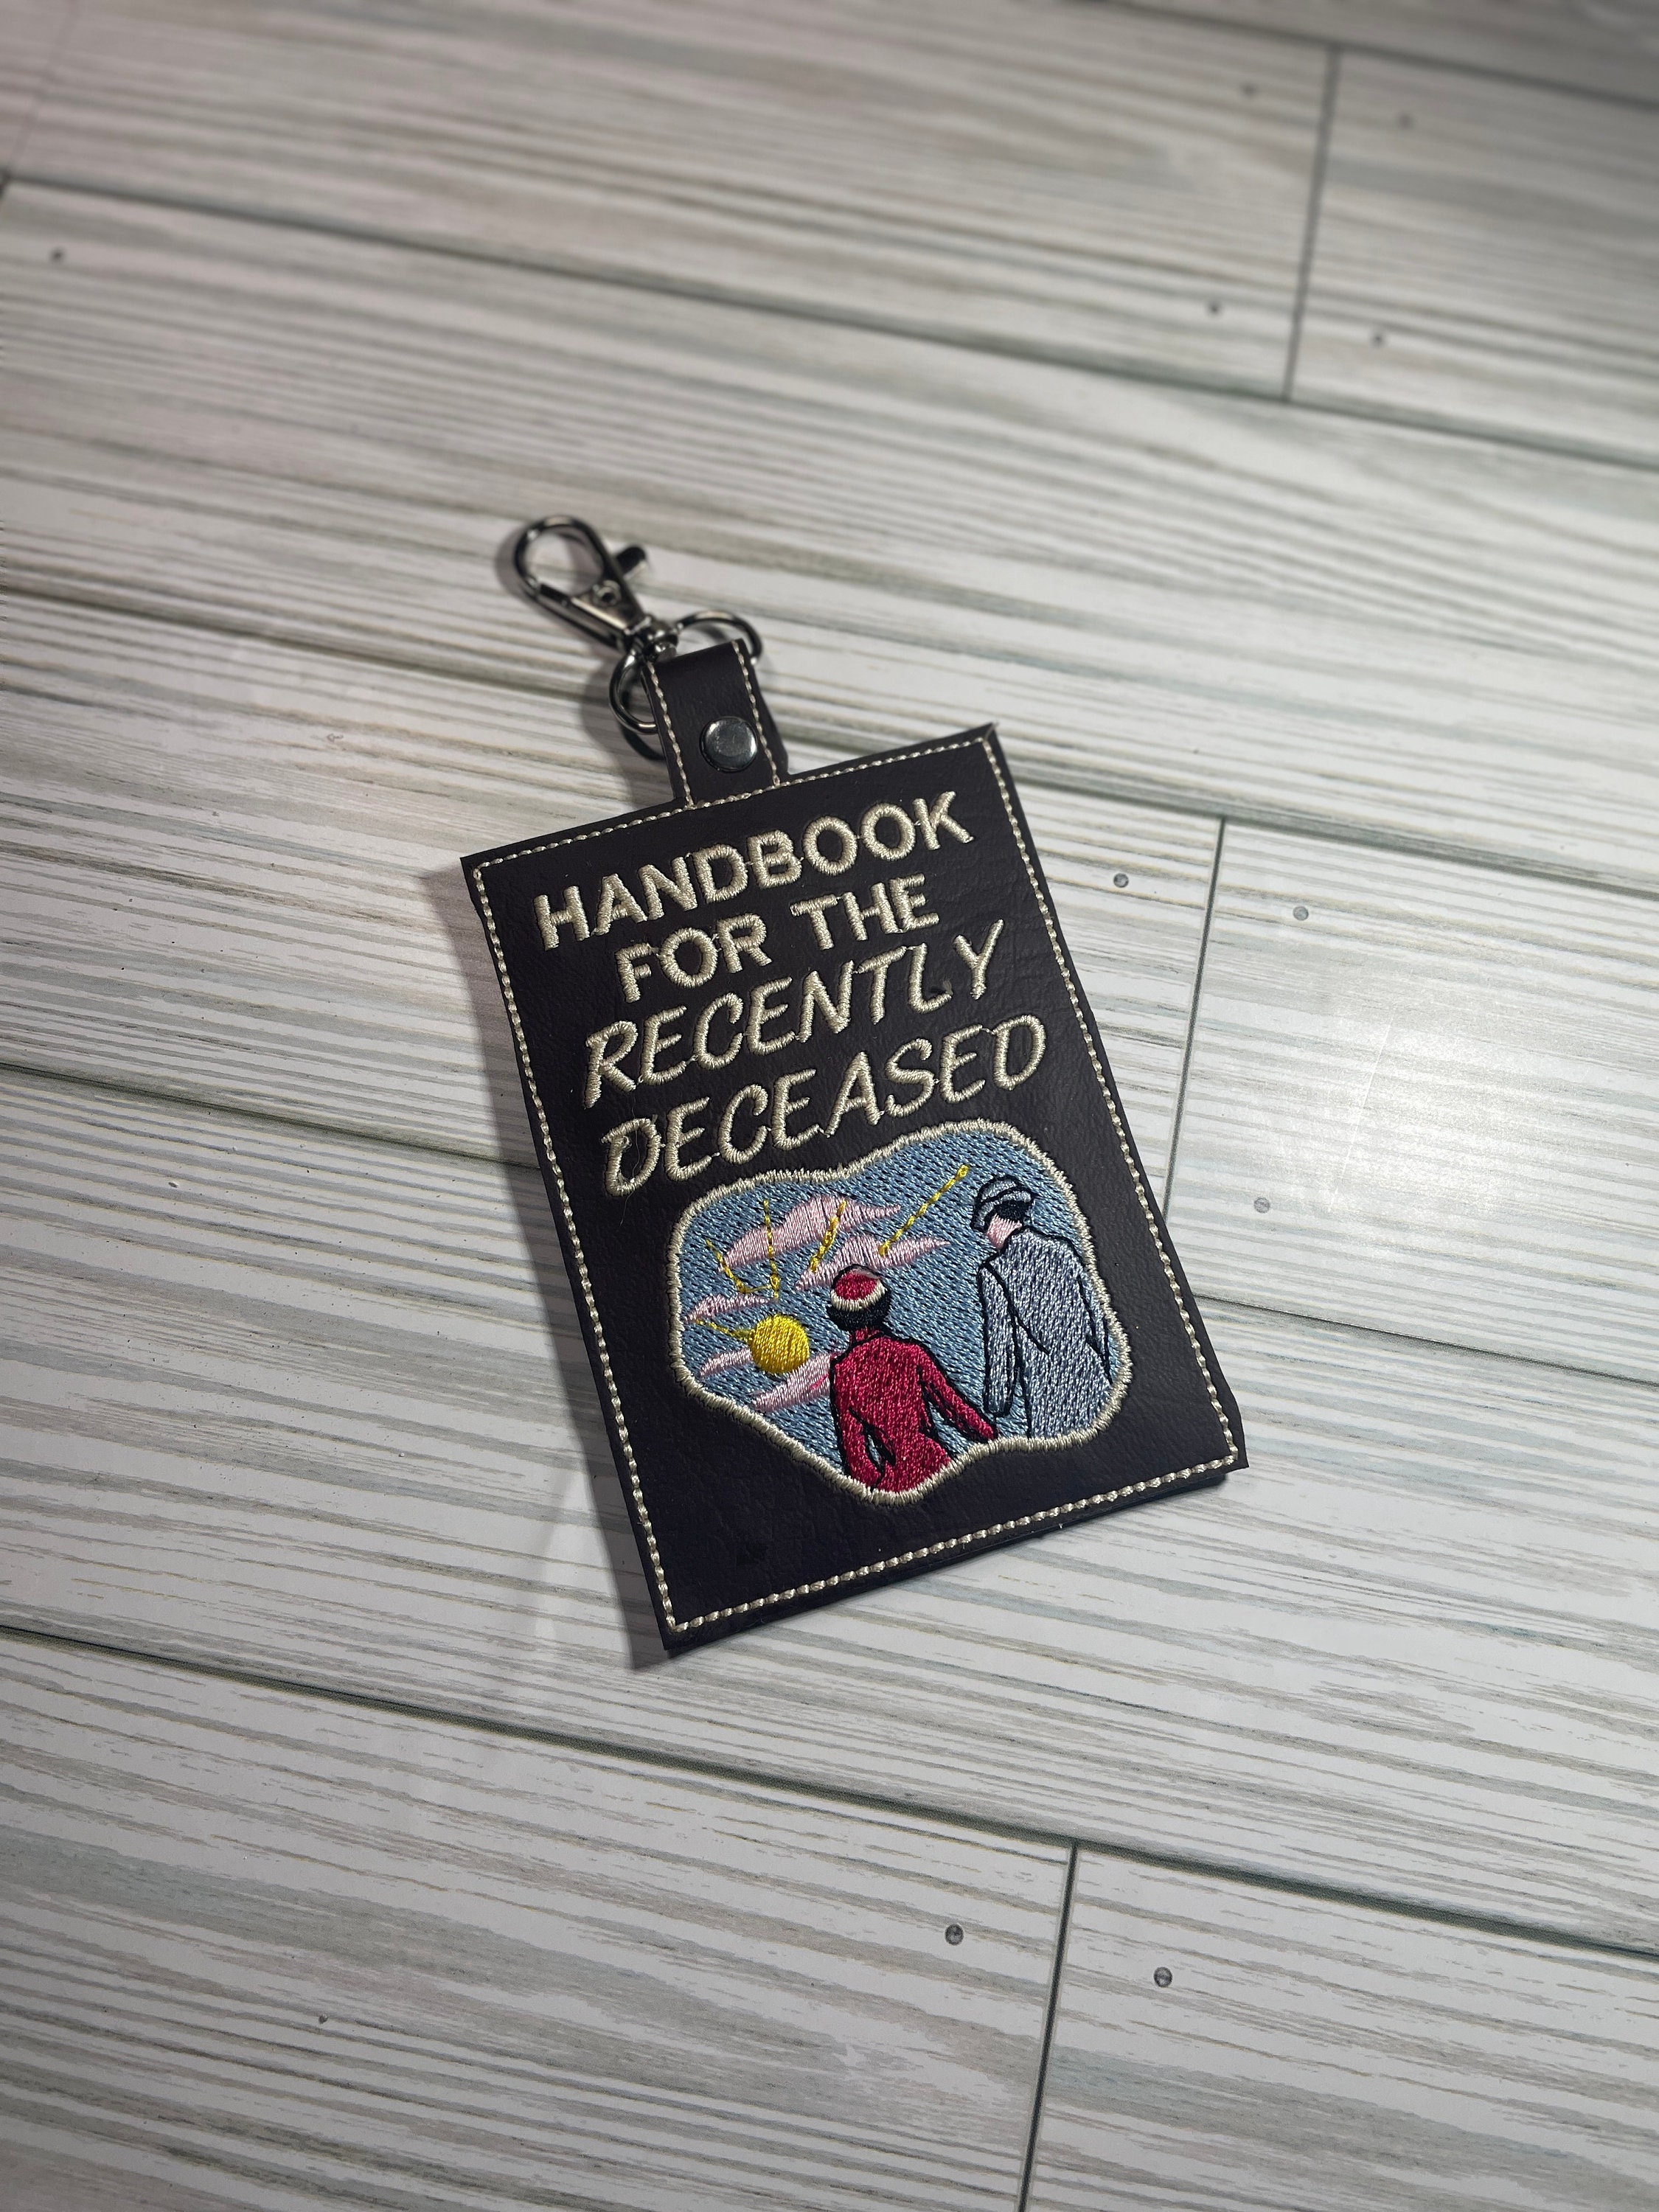 HANDBOOK
FOR THE
RECENTLY
DECEASED